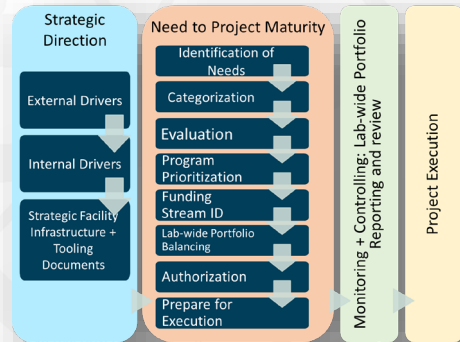 Strategic
Direction
External Drivers
Internal Drivers
Strategic Facility
Infrastructure +
Tooling
Documents
Need to Project Maturity
Identification of
Needs
Categorization
Evaluation
Program
Prioritization
Funding
Stream ID
Lab-wide Portfolio
Balancing
Authorization
Prepare for
Execution
Monitoring + Controlling; Lab-wide Portfolio
Reporting and review
Project Execution